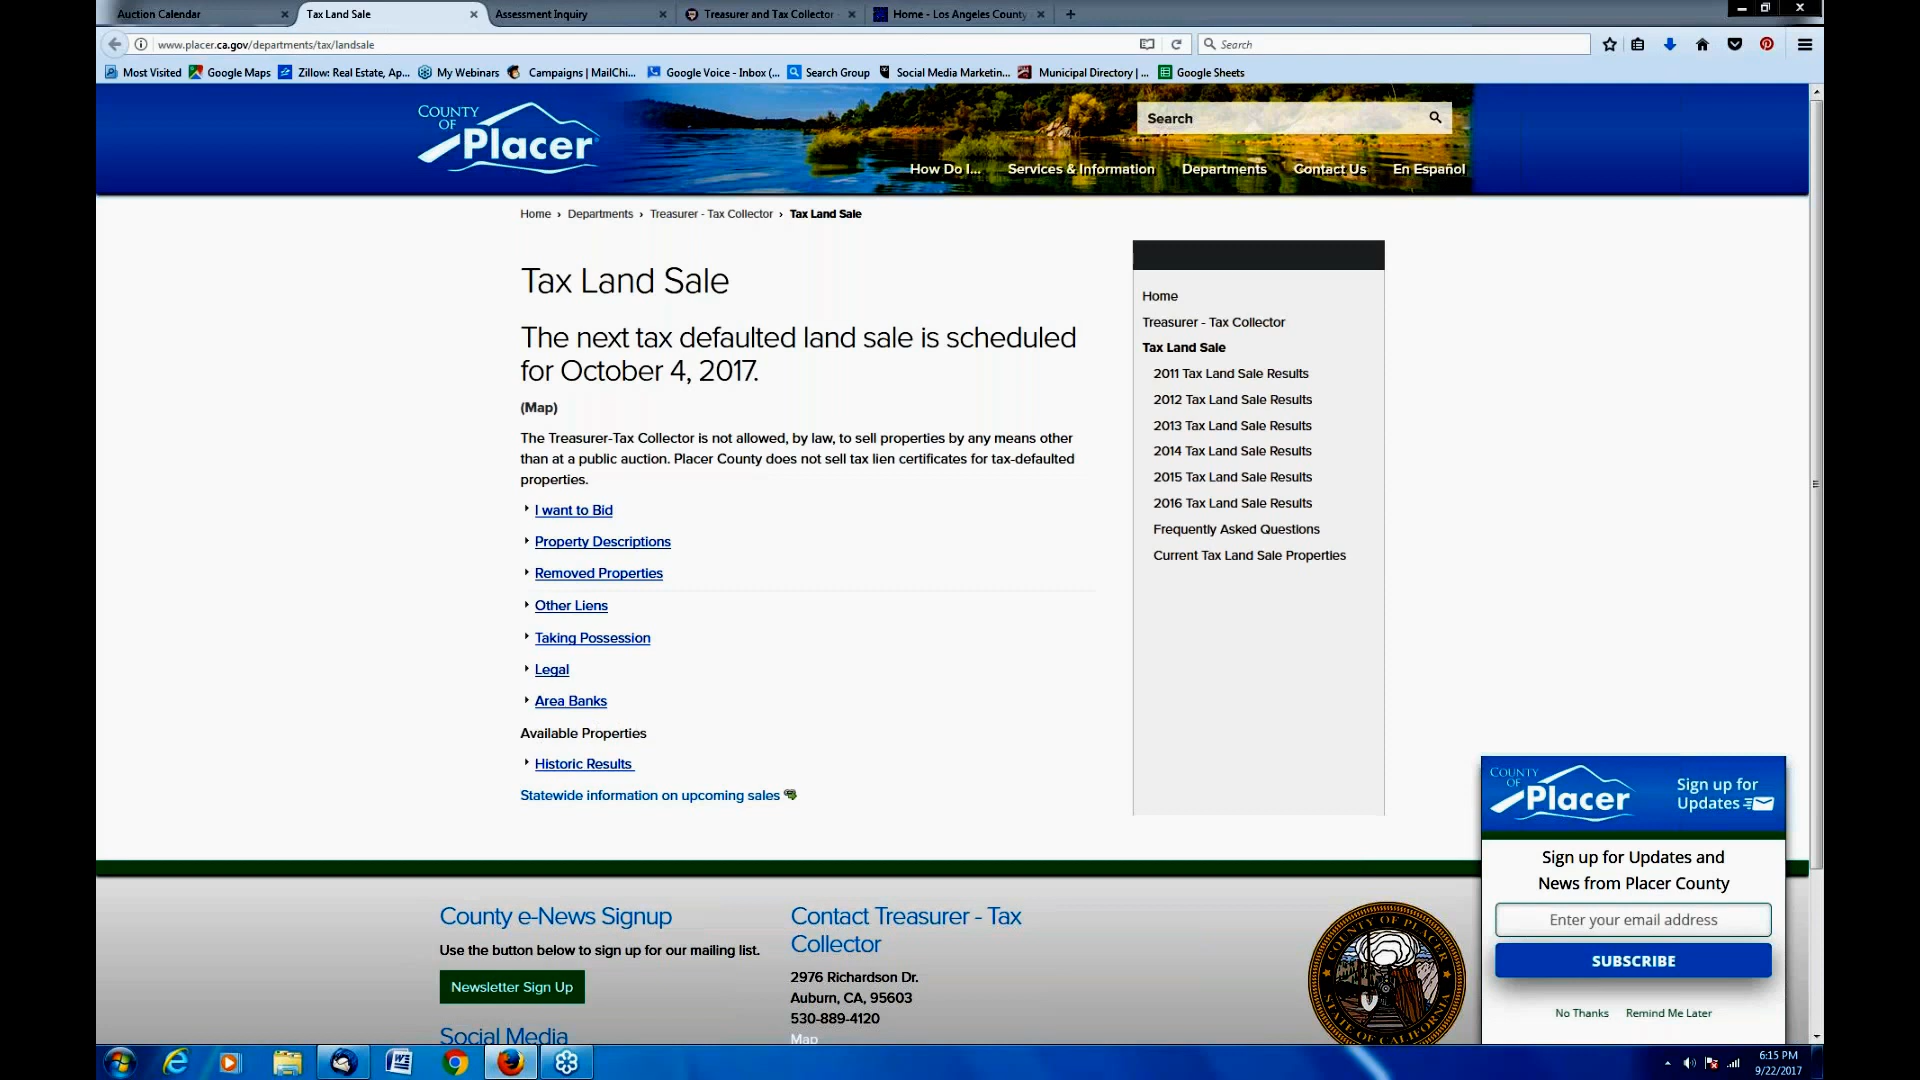 Auction Calendar
Tax Land Sale
Assessment Inquiry
Treasurer and Tax Collector
Home - Los Angeles County
www.placer.ca.gov/departments/tax/landsale
Search
Most Visited
Google Maps
Zillow: Real Estate, Ap...
My Webinars
Campaigns | MailChi...
Google Voice - Inbox (...
Search Group
Social Media Marketin...
Municipal Directory | ...
Google Sheets
COUNTY
OF
Placer
Search
How Do I...
Services & Information
Departments
Contact Us
En Español
Home › Departments › Treasurer - Tax Collector › Tax Land Sale
Tax Land Sale
The next tax defaulted land sale is scheduled
for October 4, 2017.
(Map)
The Treasurer-Tax Collector is not allowed, by law, to sell properties by any means other
than at a public auction. Placer County does not sell tax lien certificates for tax-defaulted
properties.
I want to Bid
Property Descriptions
Removed Properties
Other Liens
Taking Possession
Legal
Area Banks
Available Properties
Historic Results
Statewide information on upcoming sales
Home
Treasurer - Tax Collector
Tax Land Sale
2011 Tax Land Sale Results
2012 Tax Land Sale Results
2013 Tax Land Sale Results
2014 Tax Land Sale Results
2015 Tax Land Sale Results
2016 Tax Land Sale Results
Frequently Asked Questions
Current Tax Land Sale Properties
County e-News Signup
Use the button below to sign up for our mailing list.
Newsletter Sign Up
Social Media
Contact Treasurer - Tax
Collector
2976 Richardson Dr.
Auburn, CA, 95603
530-889-4120
Map
COUNTY OF PLACER
STATE OF CALIFORNIA
COUNTY
OF
Placer
Sign up for
Updates
Sign up for Updates and
News from Placer County
Enter your email address
SUBSCRIBE
No Thanks
Remind Me Later
6:15 PM
9/22/2017